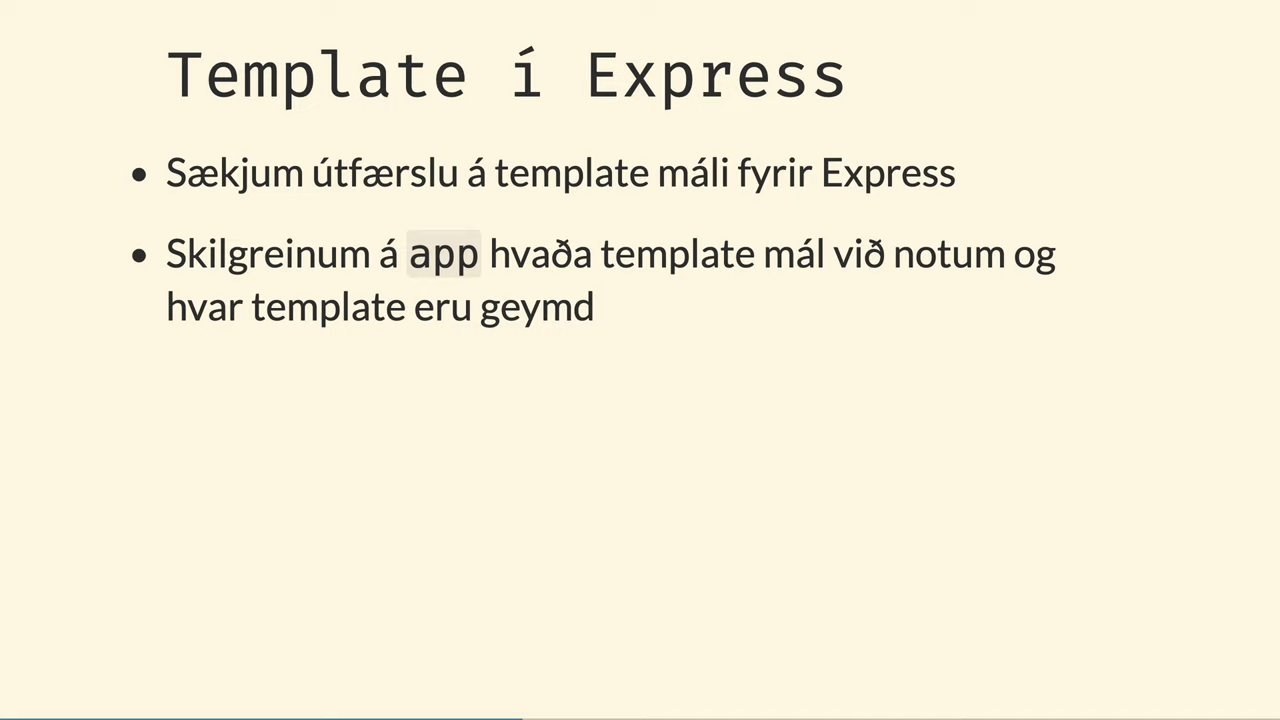 Template í Express
• Sækjum útfærslu á template máli fyrir Express
• Skilgreinum á app hvaða template mál við notum og
hvar template eru geymd